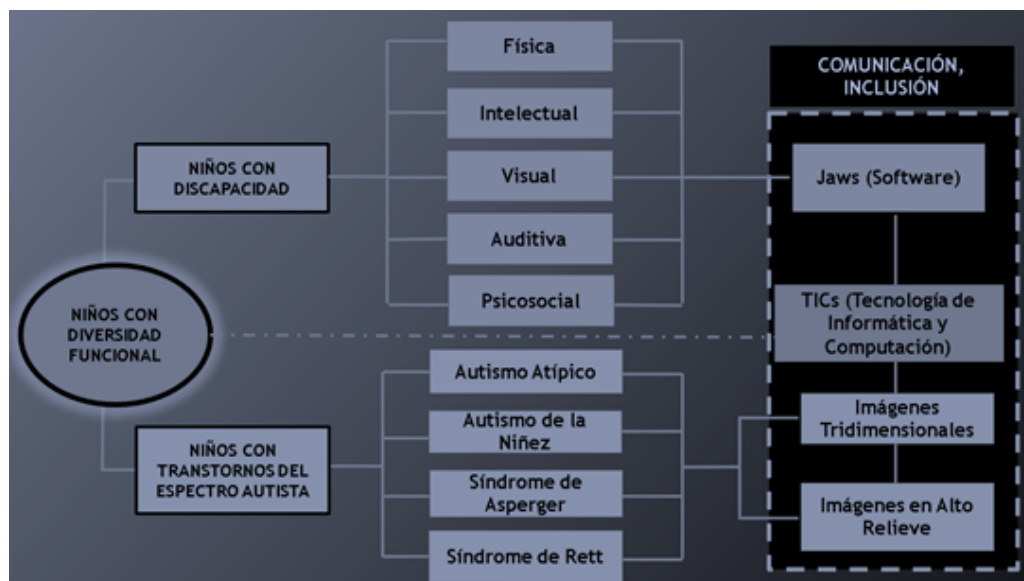 NIÑOS CON
DIVERSIDAD
FUNCIONAL
NIÑOS CON
DISCAPACIDAD
Física
Intelectual
Visual
Auditiva
Psicosocial
NIÑOS CON
TRANSTORNOS DEL
ESPECTRO AUTISTA
Autismo Atípico
Autismo de la
Niñez
Síndrome de
Asperger
Síndrome de Rett
COMUNICACIÓN,
INCLUSIÓN
Jaws (Software)
TICs (Tecnología de
Informática y
Computación)
Imágenes
Tridimensionales
Imágenes en Alto
Relieve